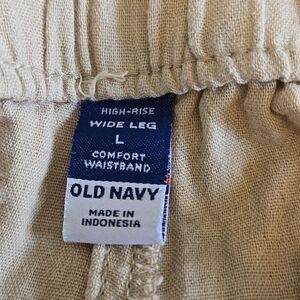 HIGH-RISE
WIDE LEG
L
COMFORT
WAISTBAND
OLD NAVY
MADE IN
INDONESIA